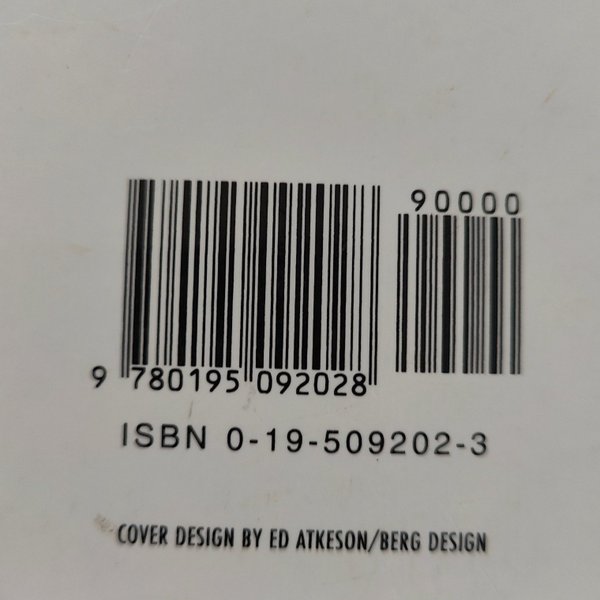 90000
9 780195 092028
ISBN 0-19-509202-3
COVER DESIGN BY ED ATKESON/BERG DESIGN